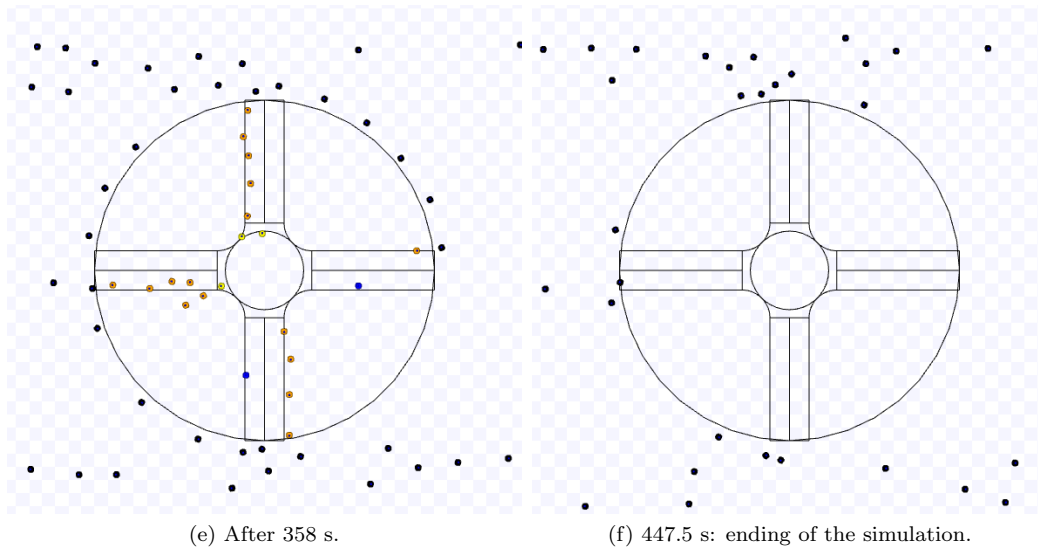 (e) After 358 s.
(f) 447.5 s: ending of the simulation.